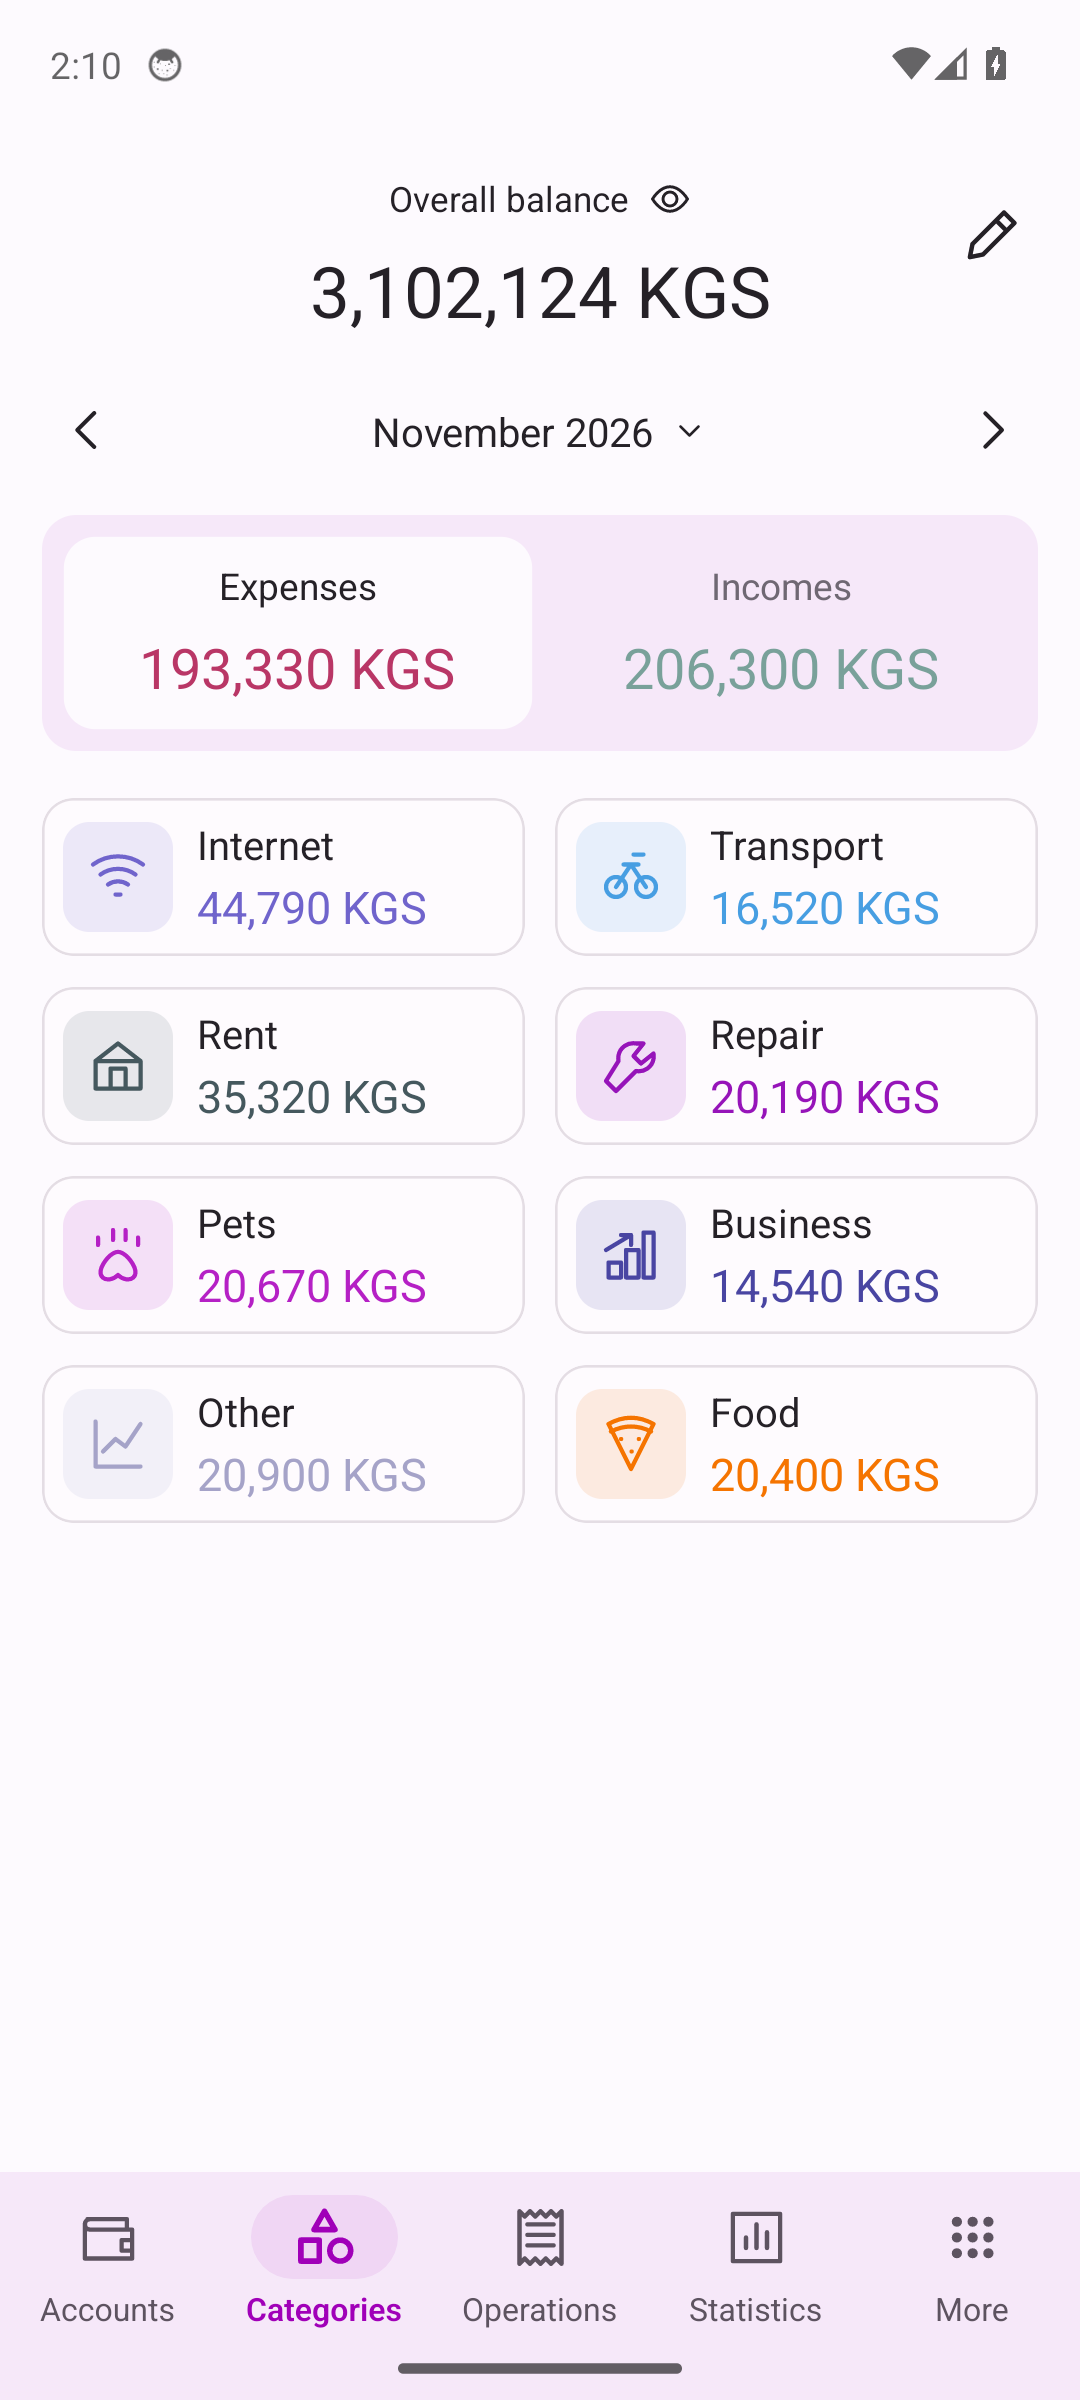 2:10
Overall balance
3,102,124 KGS
November 2026
Expenses
193,330 KGS
Incomes
206,300 KGS
Internet
44,790 KGS
Transport
16,520 KGS
Rent
35,320 KGS
Repair
20,190 KGS
Pets
20,670 KGS
Business
14,540 KGS
Other
20,900 KGS
Food
20,400 KGS
Accounts
Categories
Operations
Statistics
More